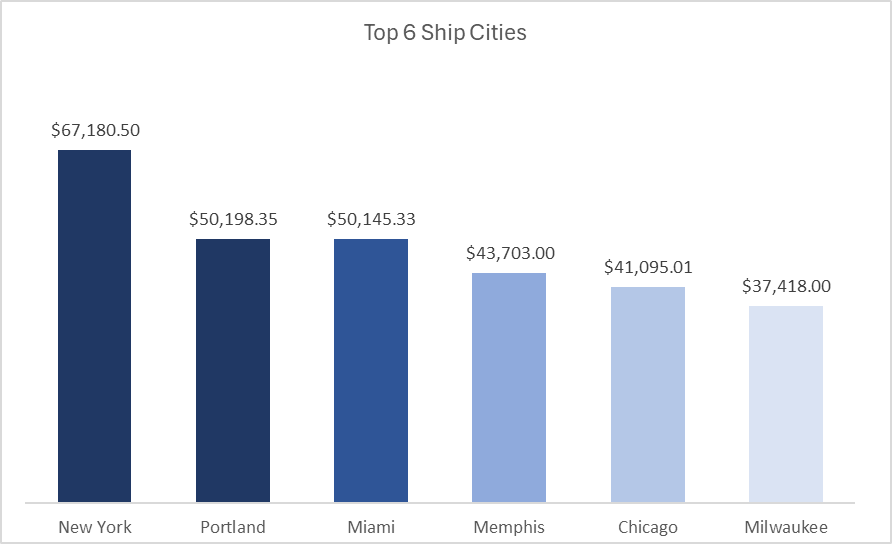 Top 6 Ship Cities
$67,180.50
$50,198.35
$50,145.33
$43,703.00
$41,095.01
$37,418.00
New York
Portland
Miami
Memphis
Chicago
Milwaukee